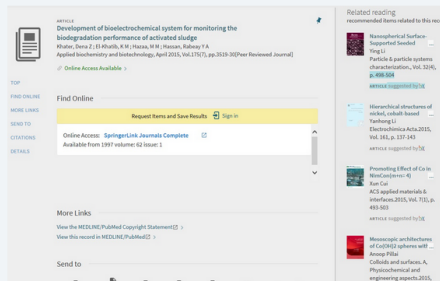 ARTICLE
Development of bioelectrochemical system for monitoring the
biodegradation performance of activated sludge
Khater, Dena Z ; El-Khatib, K M ; Hazaa, M M ; Hassan, Rabeay Y A
Applied biochemistry and biotechnology, April 2015, Vol.175(7), pp.3519-30[Peer Reviewed Journal]
Online Access Available
TOP
FIND ONLINE
MORE LINKS
SEND TO
CITATIONS
DETAILS
Find Online
Request Items and Save Results Sign in
Online Access: SpringerLink Journals Complete
Available from 1997 volume: 62 issue: 1
More Links
View the MEDLINE/PubMed Copyright Statement
View this record in MEDLINE/PubMed
Send to
Related reading
recommended items related to this rec
Nanospherical Surface-
Supported Seeded ...
Ying Li
Particle & particle systems
characterization., Vol. 32(4),
p. 498-504
ARTICLE suggested by
Hierarchical structures of
nickel, cobalt-based ...
Yanhong Li
Electrochimica Acta.2015,
Vol. 161, p. 137-143
ARTICLE suggested by
Promoting Effect of Co in
Xun Cui
ACS applied materials &
interfaces.2015, Vol. 7(1), p.
493-503
ARTICLE suggested by
Mesoscopic architectures
of Co(OH)2 spheres with ...
Anoop Pillai
Colloids and surfaces. A,
Physicochemical and
engineering aspects.2015,